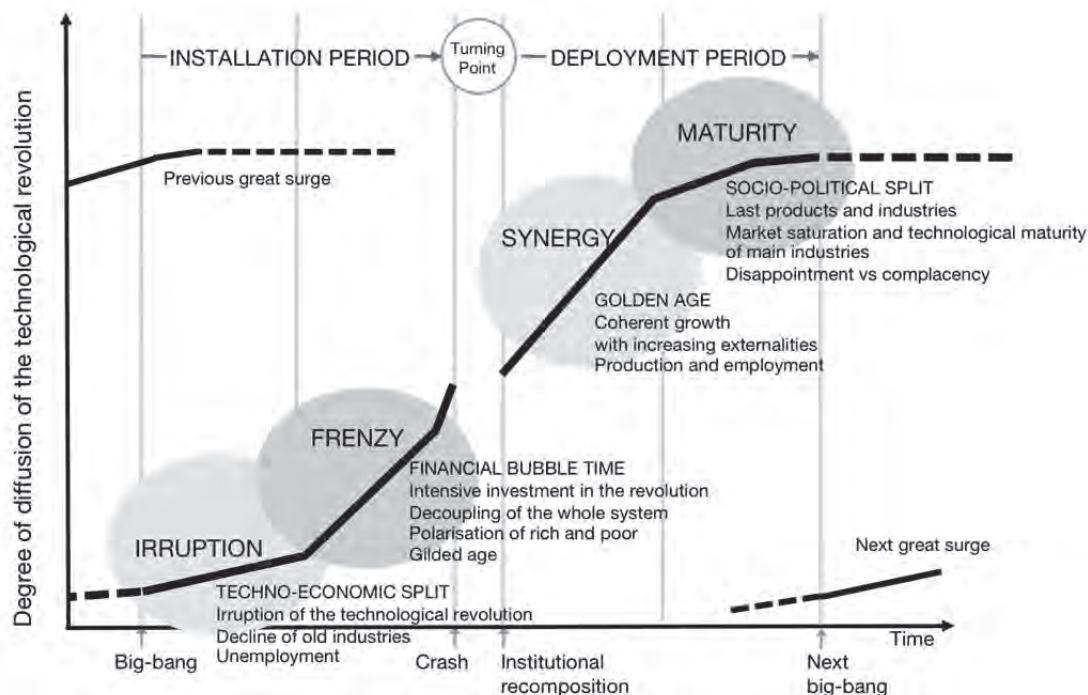 Degree of diffusion of the technological revolution
INSTALLATION PERIOD
Turning
Point
DEPLOYMENT PERIOD
Previous great surge
MATURITY
SOCIO-POLITICAL SPLIT
Last products and industries
Market saturation and technological maturity
of main industries
Disappointment vs complacency
SYNERGY
GOLDEN AGE
Coherent growth
with increasing externalities
Production and employment
FRENZY
FINANCIAL BUBBLE TIME
Intensive investment in the revolution
Decoupling of the whole system
Polarisation of rich and poor
Gilded age
IRRUPTION
TECHNO-ECONOMIC SPLIT
Irruption of the technological revolution
Decline of old industries
Unemployment
Next great surge
Time
Big-bang
Crash
Institutional
recomposition
Next
big-bang